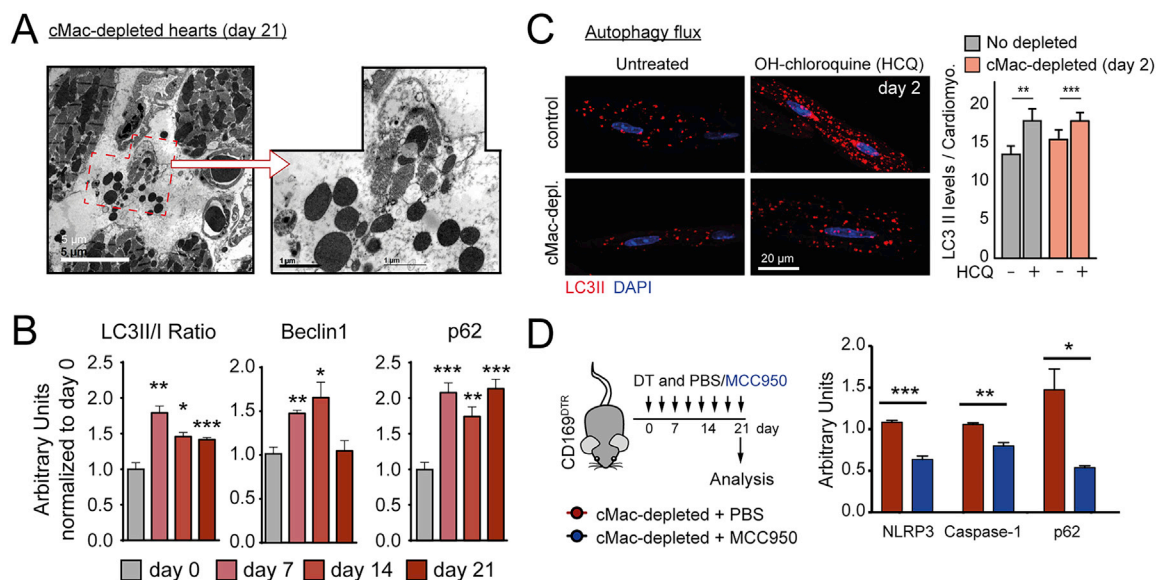 A
cMac-depleted hearts (day 21)
5 µm
5 µm
1 µm
1 µm
B
LC3II/I Ratio
Beclin1
p62
Arbitrary Units
normalized to day 0
2.5
2.0
1.5
1.0
0.5
0.0
**
*
***
2.0
1.5
1.0
0.5
0.0
**
*
2.5
2.0
1.5
1.0
0.5
0.0
***
**
***
day 0
day 7
day 14
day 21
C
Autophagy flux
Untreated
OH-chloroquine (HCQ)
day 2
control
cMac-depl.
20 µm
LC3II DAPI
No depleted
cMac-depleted (day 2)
LC3 II levels / Cardiomyo.
20
15
15
10
5
0
**
***
HCQ
- + - +
D
CD169DTR
DT and PBS/MCC950
0 7 14 21 day
Analysis
cMac-depleted + PBS
cMac-depleted + MCC950
Arbitrary Units
2.0
1.5
1.0
0.5
0.0
***
**
*
NLRP3 Caspase-1 p62